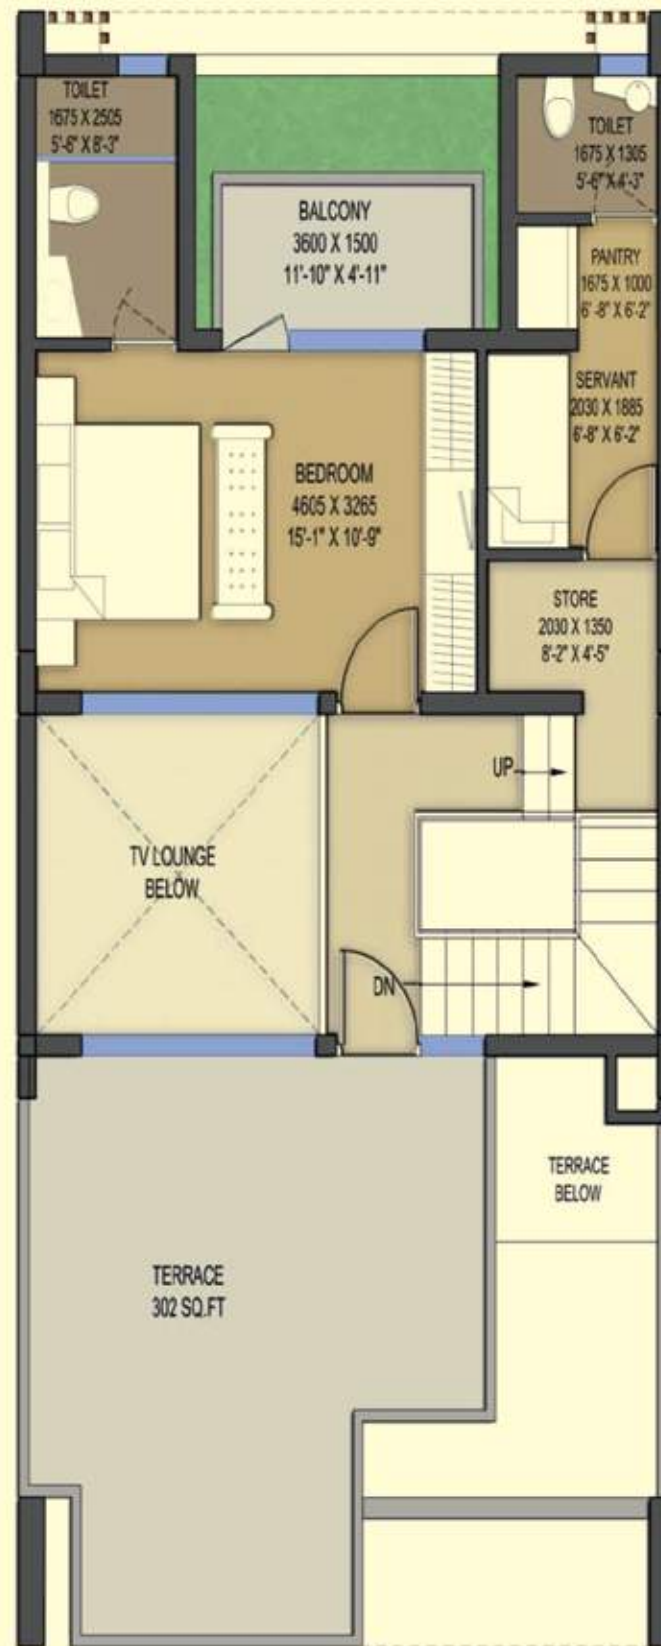 TOILET
1675 X 2505
5'-6" X 8'-3"
TOILET
1675 X 1305
5'-6" X 4'-3"
BALCONY
3600 X 1500
11'-10" X 4'-11"
PANTRY
1675 X 1000
6'-8" X 6'-2"
SERVANT
2030 X 1885
6'-8" X 6'-2"
BEDROOM
4605 X 3265
15'-1" X 10'-9"
STORE
2030 X 1350
8'-2" X 4'-5"
UP
TV LOUNGE
BELOW
DN
TERRACE
BELOW
TERRACE
302 SQ.FT